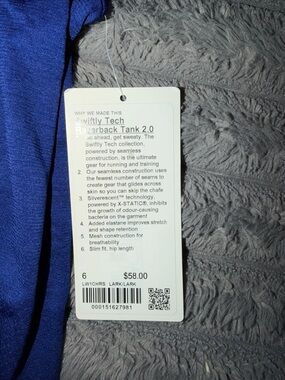 WHY WE MADE THIS
Swiftly Tech
Racerback Tank 2.0
ahead, get sweaty. The
Swiftly Tech collection,
powered by seamless
construction, is the ultimate
gear for running and training
2. Our seamless construction uses
the fewest number of seams to
create gear that glides across
skin so you can skip the chafe
3. Silverescent™ technology,
powered by X-STATIC®, inhibits
the growth of odour-causing
bacteria on the garment
4. Added elastane improves stretch
and shape retention
5. Mesh construction for
breathability
6. Slim fit, hip length
6 $58.00
LW1CHRS LARK/LARK
000151627981